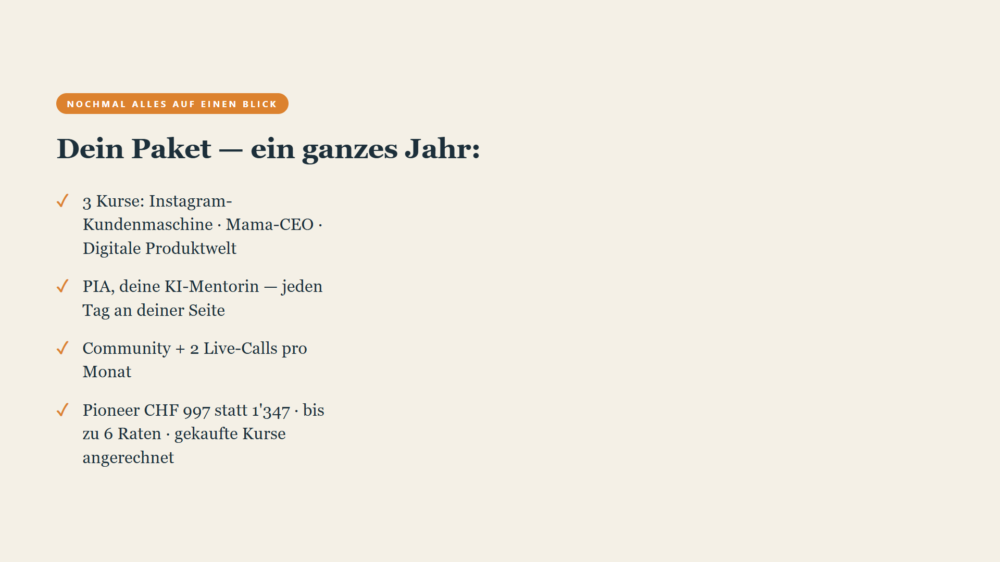 NOCHMAL ALLES AUF EINEN BLICK
Dein Paket — ein ganzes Jahr:
✓ 3 Kurse: Instagram-
Kundenmaschine · Mama-CEO ·
Digitale Produktwelt
✓ PIA, deine KI-Mentorin — jeden
Tag an deiner Seite
✓ Community + 2 Live-Calls pro
Monat
✓ Pioneer CHF 997 statt 1'347 · bis
zu 6 Raten · gekaufte Kurse
angerechnet